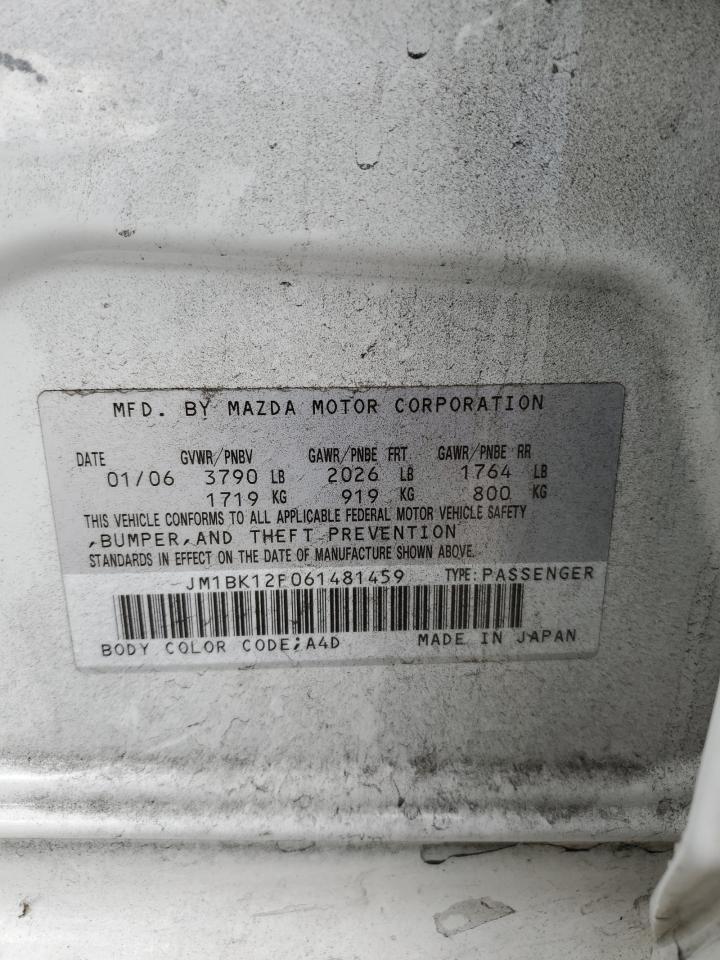 MFD. BY MAZDA MOTOR CORPORATION
DATE GVWR/PNBV GAWR/PNBE FRT GAWR/PNBE RR
01/06 3790 LB 2026 LB 1764 LB
1719 KG 919 KG 800 KG
THIS VEHICLE CONFORMS TO ALL APPLICABLE FEDERAL MOTOR VEHICLE SAFETY
,BUMPER,AND THEFT PREVENTION
STANDARDS IN EFFECT ON THE DATE OF MANUFACTURE SHOWN ABOVE.
JM1BK12F061481459 TYPE:PASSENGER
BODY COLOR CODE;A4D MADE IN JAPAN